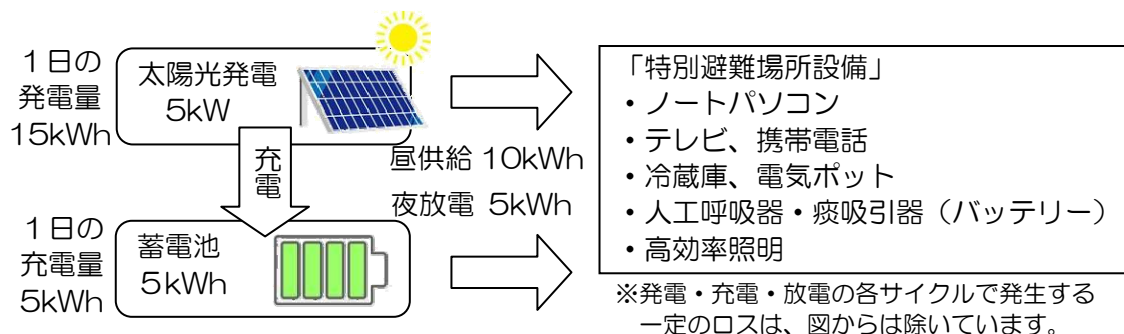 １日の
発電量
15kWh
太陽光発電
5kW
充
電
昼供給 10kWh
夜放電 5kWh
１日の
充電量
5kWh
蓄電池
5kWh
「特別避難場所設備」
・ノートパソコン
・テレビ、携帯電話
・冷蔵庫、電気ポット
・人工呼吸器・痰吸引器（バッテリー）
・高効率照明
※発電・充電・放電の各サイクルで発生する
一定のロスは、図からは除いています。